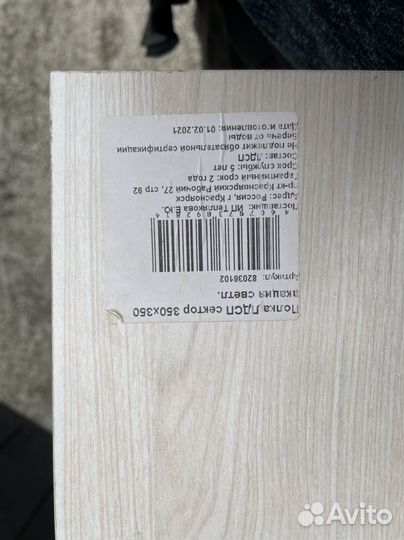 Полка ЛДСП сектор 350х350
акация светл.
Артикул: 82036102
Поставщик: ИП Теплякова Е.Ю.
Адрес: Россия, г Красноярск
пр-кт Красноярский Рабочий, 27, стр 92
Гарантийный срок: 2 года
Срок службы: 5 лет
Состав: ЛДСП
Не подлежит обязательной сертификации
Беречь от воды
Дата изготовления: 01.02.2021
Avito